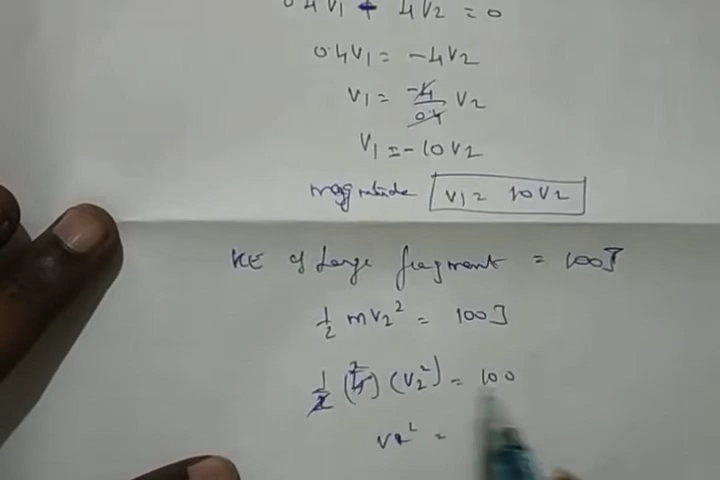 0.4V1 + 4V2 = 0
0.4V1 = -4V2
V1 = -4/0.4 V2
V1 = -10V2
magnitude V1 = 10V2
KE of Large fragment = 100J
1/2 mV2² = 100J
1/2 (4) 2 (V2²) = 100
V2² =